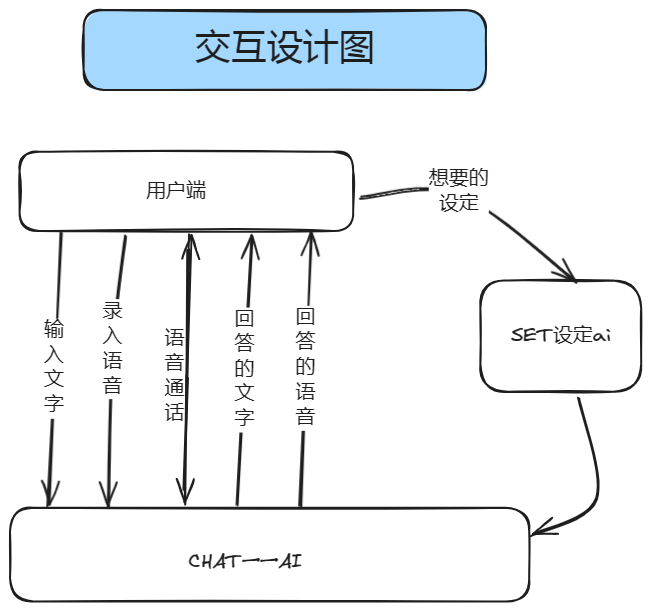 交互设计图
用户端
想要的
设定
输入文字
录入语音
语音通话
回答的文字
回答的语音
SET设定ai
CHAT——AI